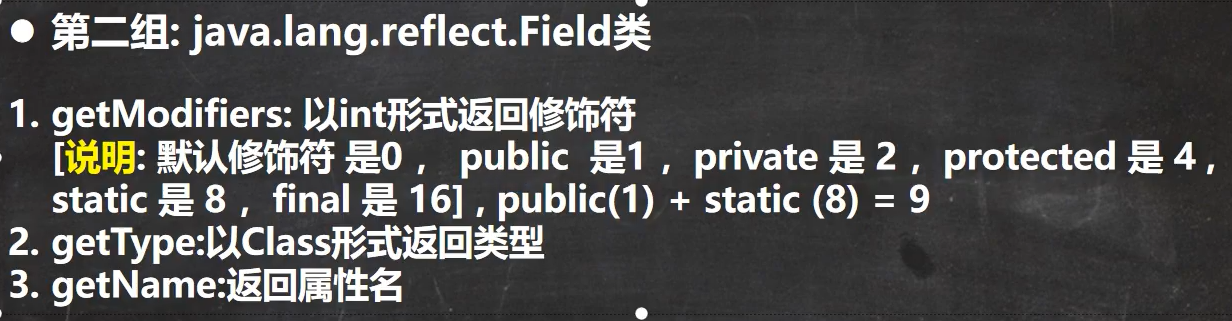 ● 第二组: java.lang.reflect.Field类
1. getModifiers: 以int形式返回修饰符
[说明: 默认修饰符 是0 ， public 是1 ，private 是 2 ，protected 是 4 ,
static 是 8 ，final 是 16] , public(1) + static (8) = 9
2. getType:以Class形式返回类型
3. getName:返回属性名